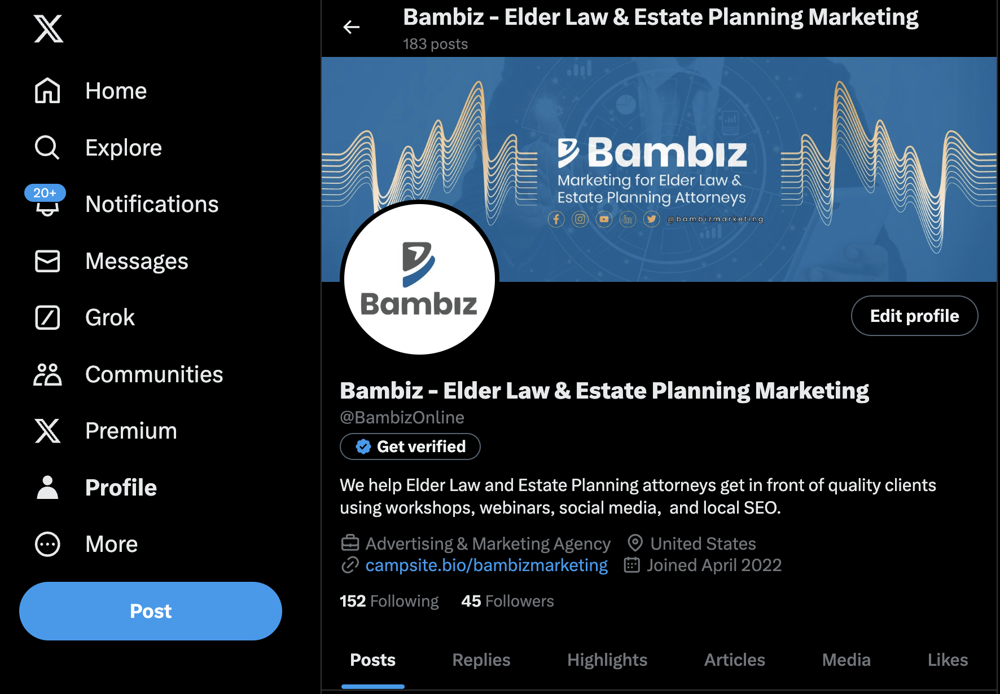 Home
Explore
20+
Notifications
Messages
Grok
Communities
Premium
Profile
More
Post
Bambiz - Elder Law & Estate Planning Marketing
183 posts
Bambiz
Marketing for Elder Law &
Estate Planning Attorneys
in
@bambizmarketing
Bambiz
Edit profile
Bambiz - Elder Law & Estate Planning Marketing
@BambizOnline
Get verified
We help Elder Law and Estate Planning attorneys get in front of quality clients
using workshops, webinars, social media,  and local SEO.
Advertising & Marketing Agency United States
campsite.bio/bambizmarketing Joined April 2022
152 Following 45 Followers
Posts Replies Highlights Articles Media Likes